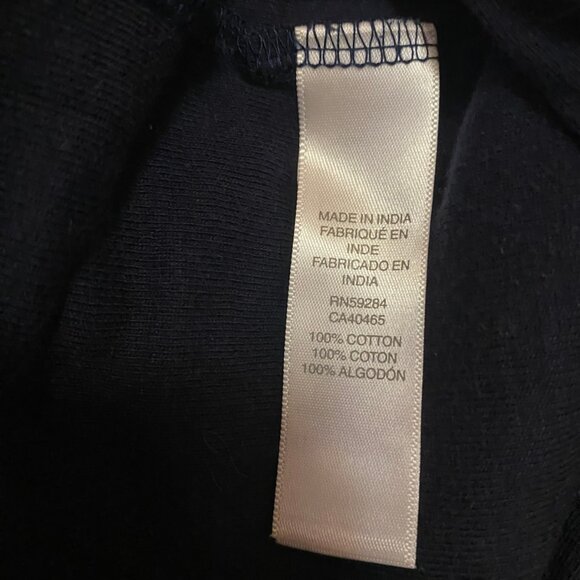 MADE IN INDIA
FABRIQUÉ EN
INDE
FABRICADO EN
INDIA
RN59284
CA40465
100% COTTON
100% COTON
100% ALGODÓN